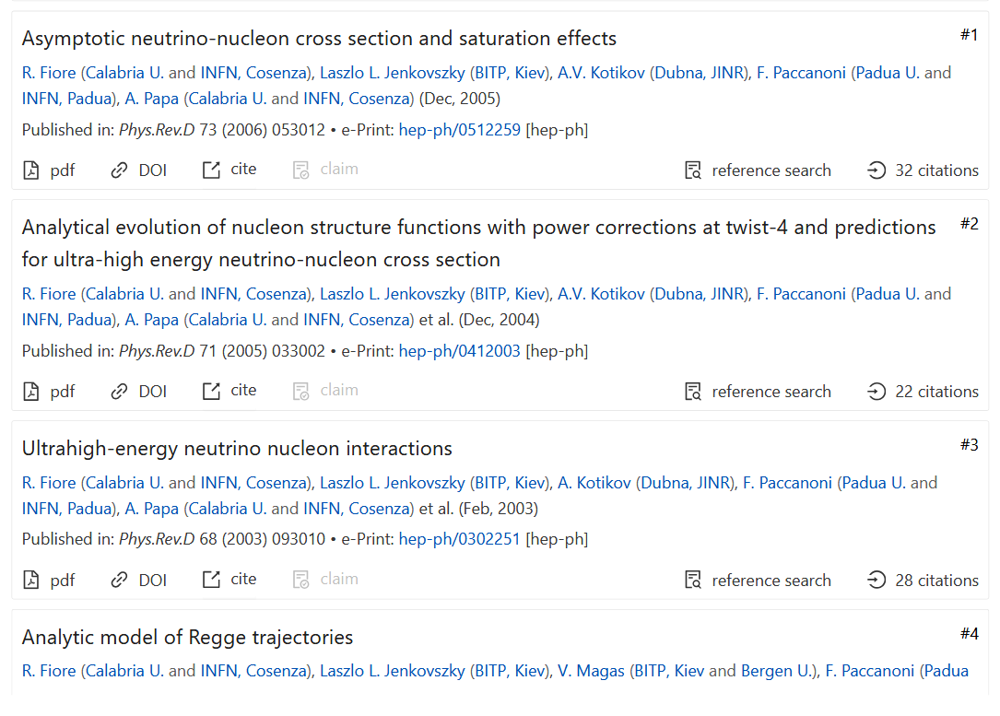 Asymptotic neutrino-nucleon cross section and saturation effects
#1
R. Fiore (Calabria U. and INFN, Cosenza), Laszlo L. Jenkovszky (BITP, Kiev), A.V. Kotikov (Dubna, JINR), F. Paccanoni (Padua U. and
INFN, Padua), A. Papa (Calabria U. and INFN, Cosenza) (Dec, 2005)
Published in: Phys.Rev.D 73 (2006) 053012 • e-Print: hep-ph/0512259 [hep-ph]
pdf DOI cite claim reference search 32 citations
Analytical evolution of nucleon structure functions with power corrections at twist-4 and predictions
#2
for ultra-high energy neutrino-nucleon cross section
R. Fiore (Calabria U. and INFN, Cosenza), Laszlo L. Jenkovszky (BITP, Kiev), A.V. Kotikov (Dubna, JINR), F. Paccanoni (Padua U. and
INFN, Padua), A. Papa (Calabria U. and INFN, Cosenza) et al. (Dec, 2004)
Published in: Phys.Rev.D 71 (2005) 033002 • e-Print: hep-ph/0412003 [hep-ph]
pdf DOI cite claim reference search 22 citations
Ultrahigh-energy neutrino nucleon interactions
#3
R. Fiore (Calabria U. and INFN, Cosenza), Laszlo L. Jenkovszky (BITP, Kiev), A. Kotikov (Dubna, JINR), F. Paccanoni (Padua U. and
INFN, Padua), A. Papa (Calabria U. and INFN, Cosenza) et al. (Feb, 2003)
Published in: Phys.Rev.D 68 (2003) 093010 • e-Print: hep-ph/0302251 [hep-ph]
pdf DOI cite claim reference search 28 citations
Analytic model of Regge trajectories
#4
R. Fiore (Calabria U. and INFN, Cosenza), Laszlo L. Jenkovszky (BITP, Kiev), V. Magas (BITP, Kiev and Bergen U.), F. Paccanoni (Padua